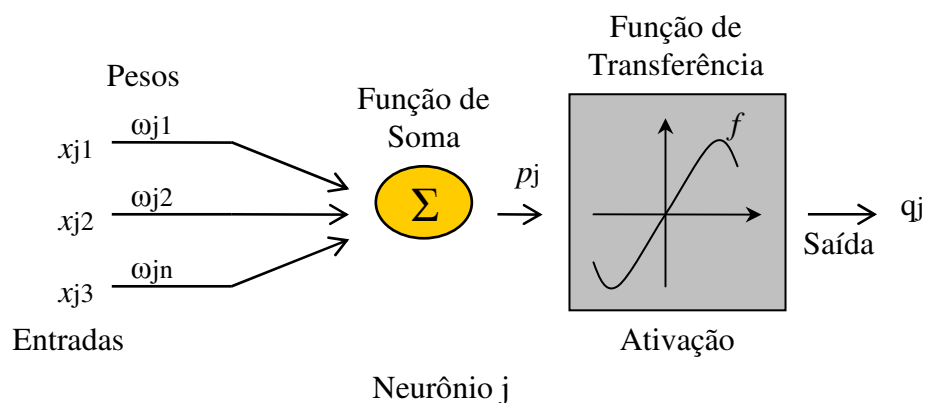 Função de
Transferência
Pesos
Função de
Soma
xj1
ωj1
xj2
ωj2
xj3
ωjn
Σ
pj
f
qj
Saída
Entradas
Ativação
Neurônio j